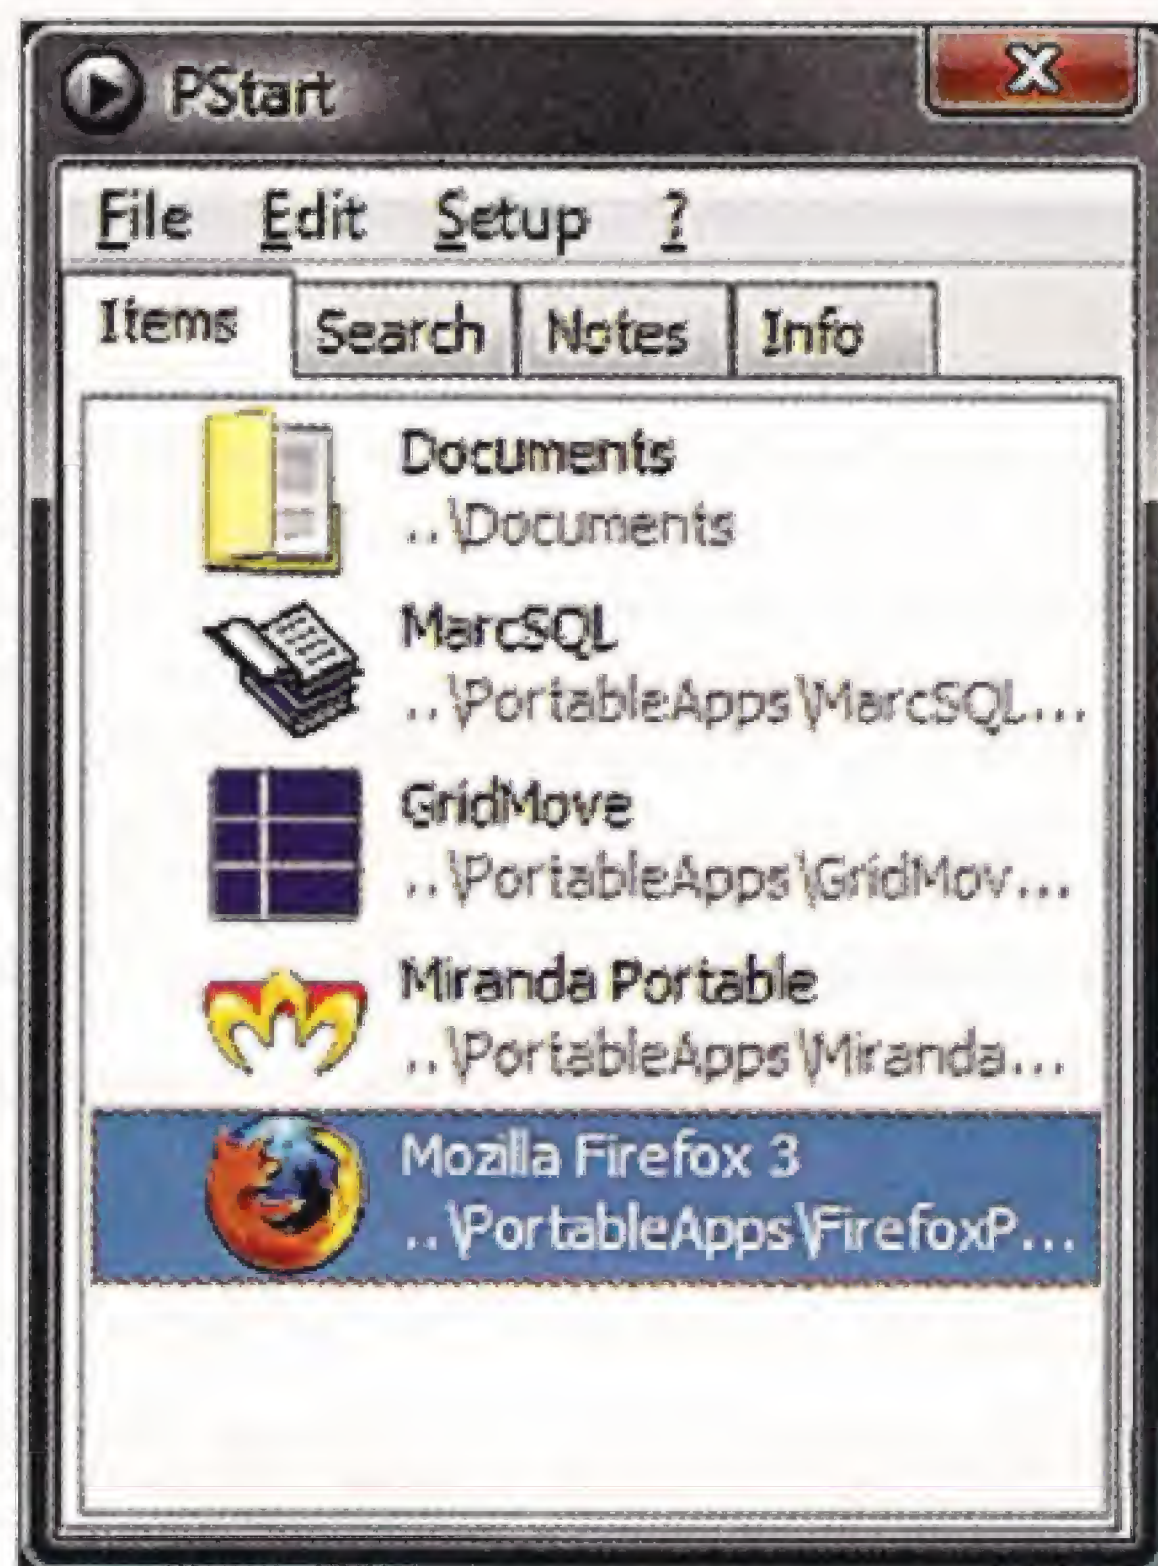 PStart
File Edit Setup ?
Items Search Notes Info
Documents
..\Documents
MarcSQL
..\PortableApps\MarcSQL...
GridMove
..\PortableApps\GridMov...
Miranda Portable
..\PortableApps\Miranda...
Mozilla Firefox 3
..\PortableApps\FirefoxP...